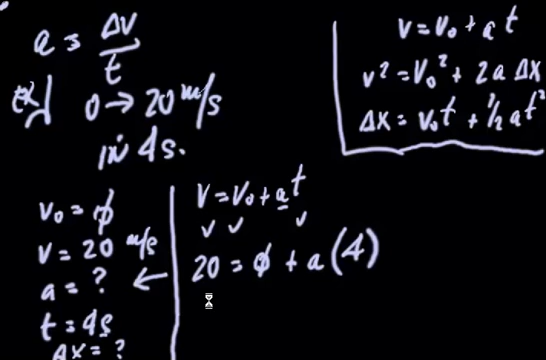 a = Δv/t
ex) 0 → 20 m/s
in 4s.
v = v₀ + at
v² = v₀² + 2aΔx
Δx = v₀t + ½at²
v₀ = 0
v = 20 m/s
a = ? ←
t = 4s
Δx = ?
v = v₀ + at
✓ ✓ ✓
20 = 0 + a(4)